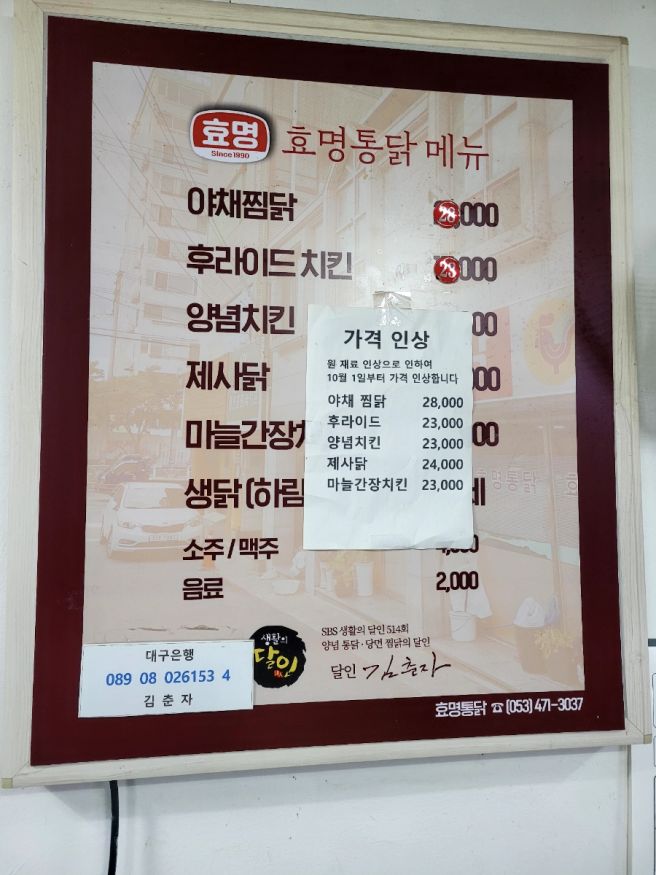 효명
Since 1990
효명통닭 메뉴
야채찜닭 28,000
후라이드 치킨 23,000
양념치킨 00
제사닭 000
마늘간장 00
생닭 (하림
소주 / 맥주
음료 2,000
가격 인상
원 재료 인상으로 인하여
10월 1일부터 가격 인상합니다
야채 찜닭 28,000
후라이드 23,000
양념치킨 23,000
제사닭 24,000
마늘간장치킨 23,000
생활의
달인
SBS 생활의 달인 514회
양념 통닭 · 당면 찜닭의 달인
달인 김춘자
대구은행
089 08 026153 4
김 춘 자
효명통닭 ☎ (053) 471-3037
효명통닭